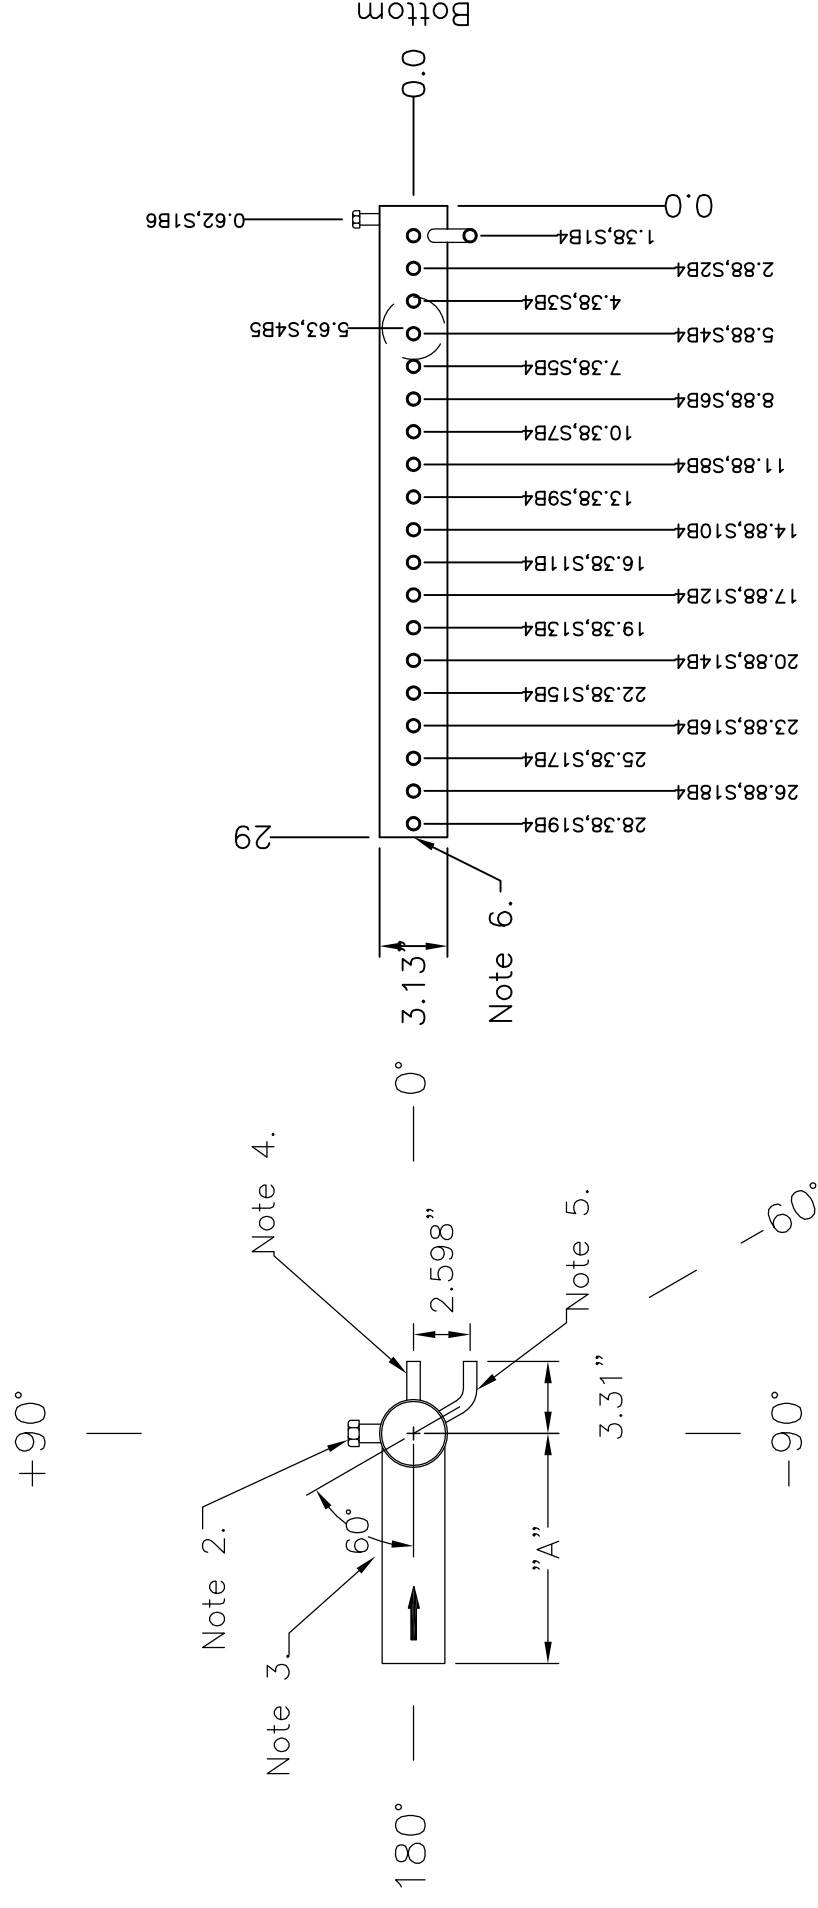 Bottom
0.0
0.0
0.62,S1B6
1.38,S1B4
2.88,S2B4
4.38,S3B4
5.63,S4B5
5.88,S4B4
7.38,S5B4
8.88,S6B4
10.38,S7B4
11.88,S8B4
13.38,S9B4
14.88,S10B4
16.38,S11B4
17.88,S12B4
19.38,S13B4
20.88,S14B4
22.38,S15B4
23.88,S16B4
25.38,S17B4
26.88,S18B4
28.38,S19B4
29
3.13”
Note 6.
0°
Note 4.
-60°
2.598”
Note 5.
+90°
3.31”
-90°
Note 2.
60°
”A”
Note 3.
180°